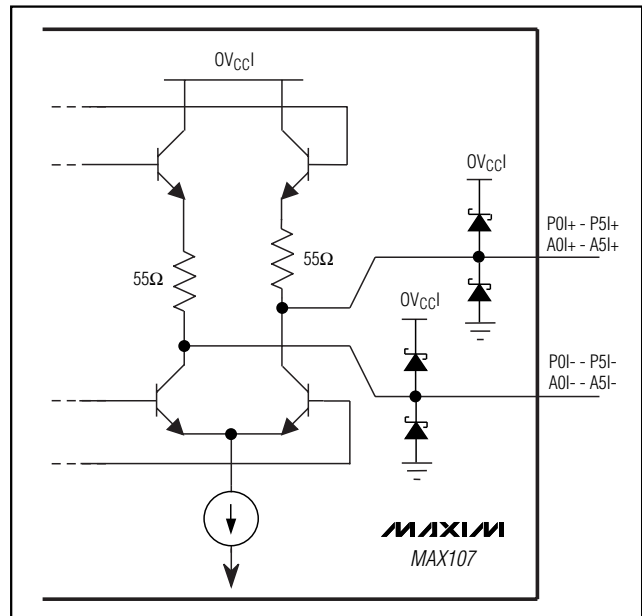 OVCCI
OVCCI
P0I+ - P5I+
A0I+ - A5I+
55Ω
55Ω
OVCCI
P0I- - P5I-
A0I- - A5I-
MAXIM
MAX107